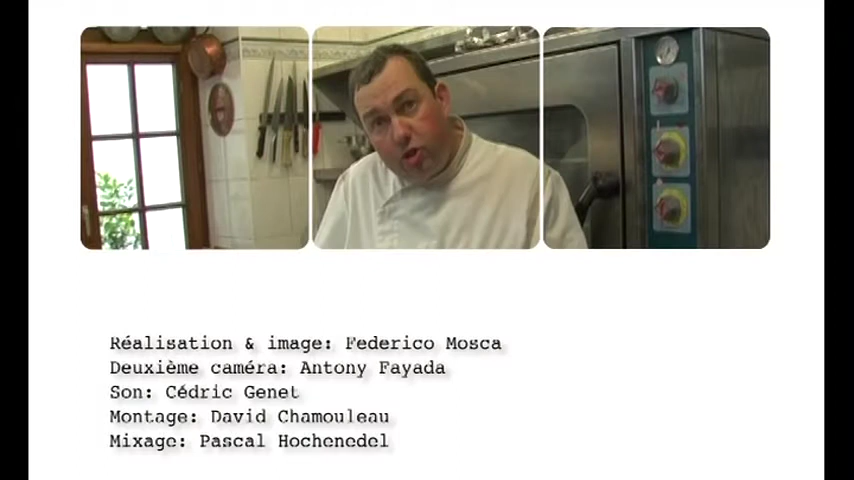 Réalisation & image: Federico Mosca
Deuxième caméra: Antony Fayada
Son: Cédric Genet
Montage: David Chamouleau
Mixage: Pascal Hochenedel